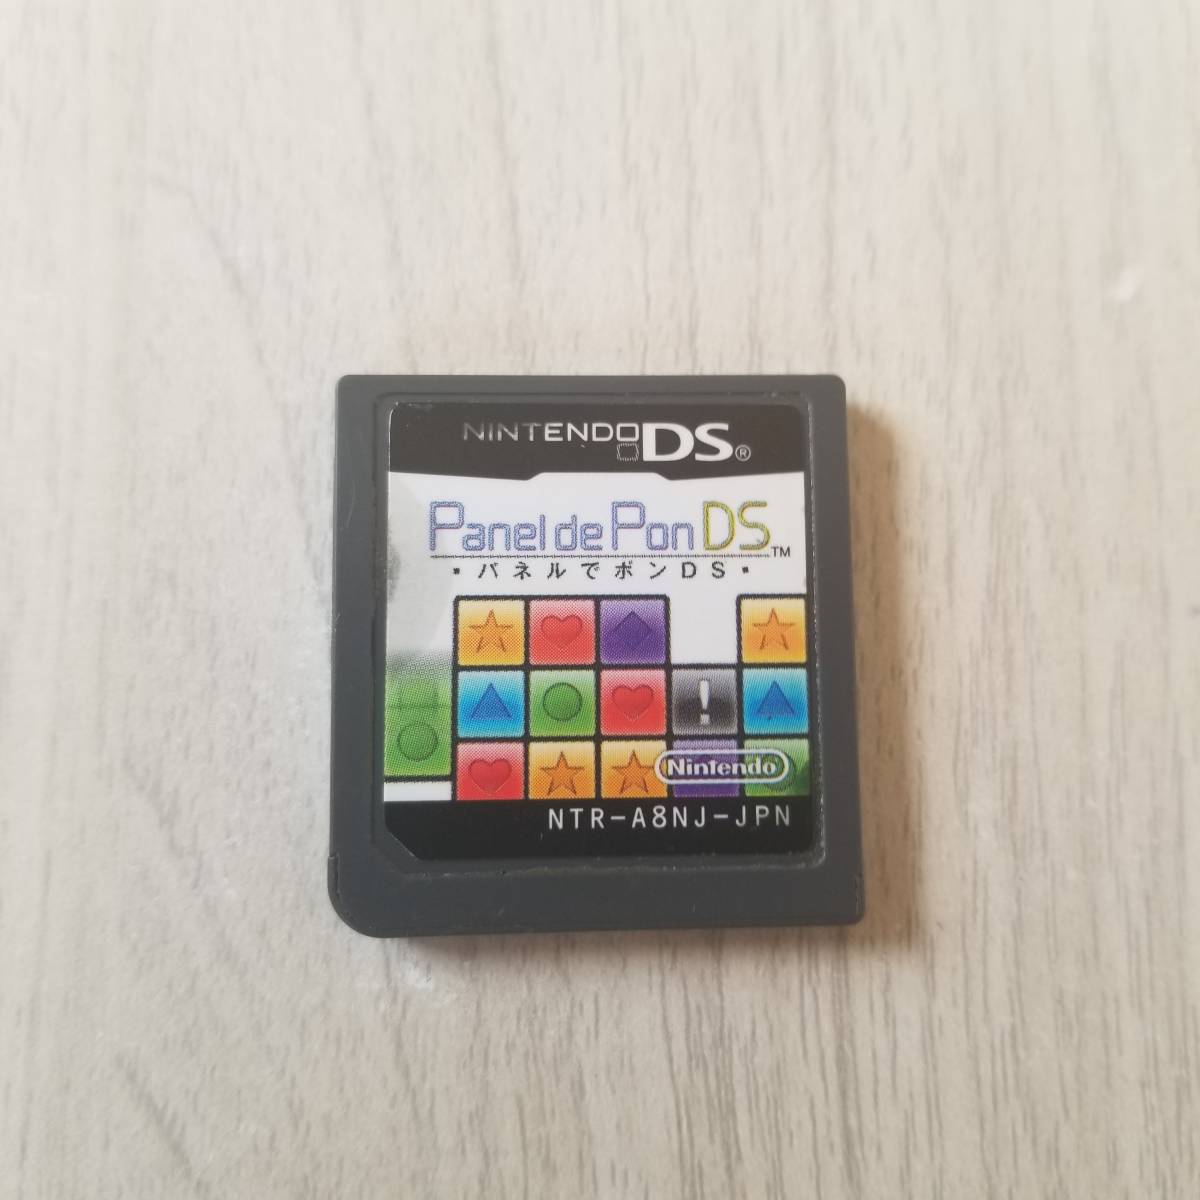 NINTENDO DS®
Panel de Pon DS™
・パネルでポンDS・
!
Nintendo
NTR-A8NJ-JPN